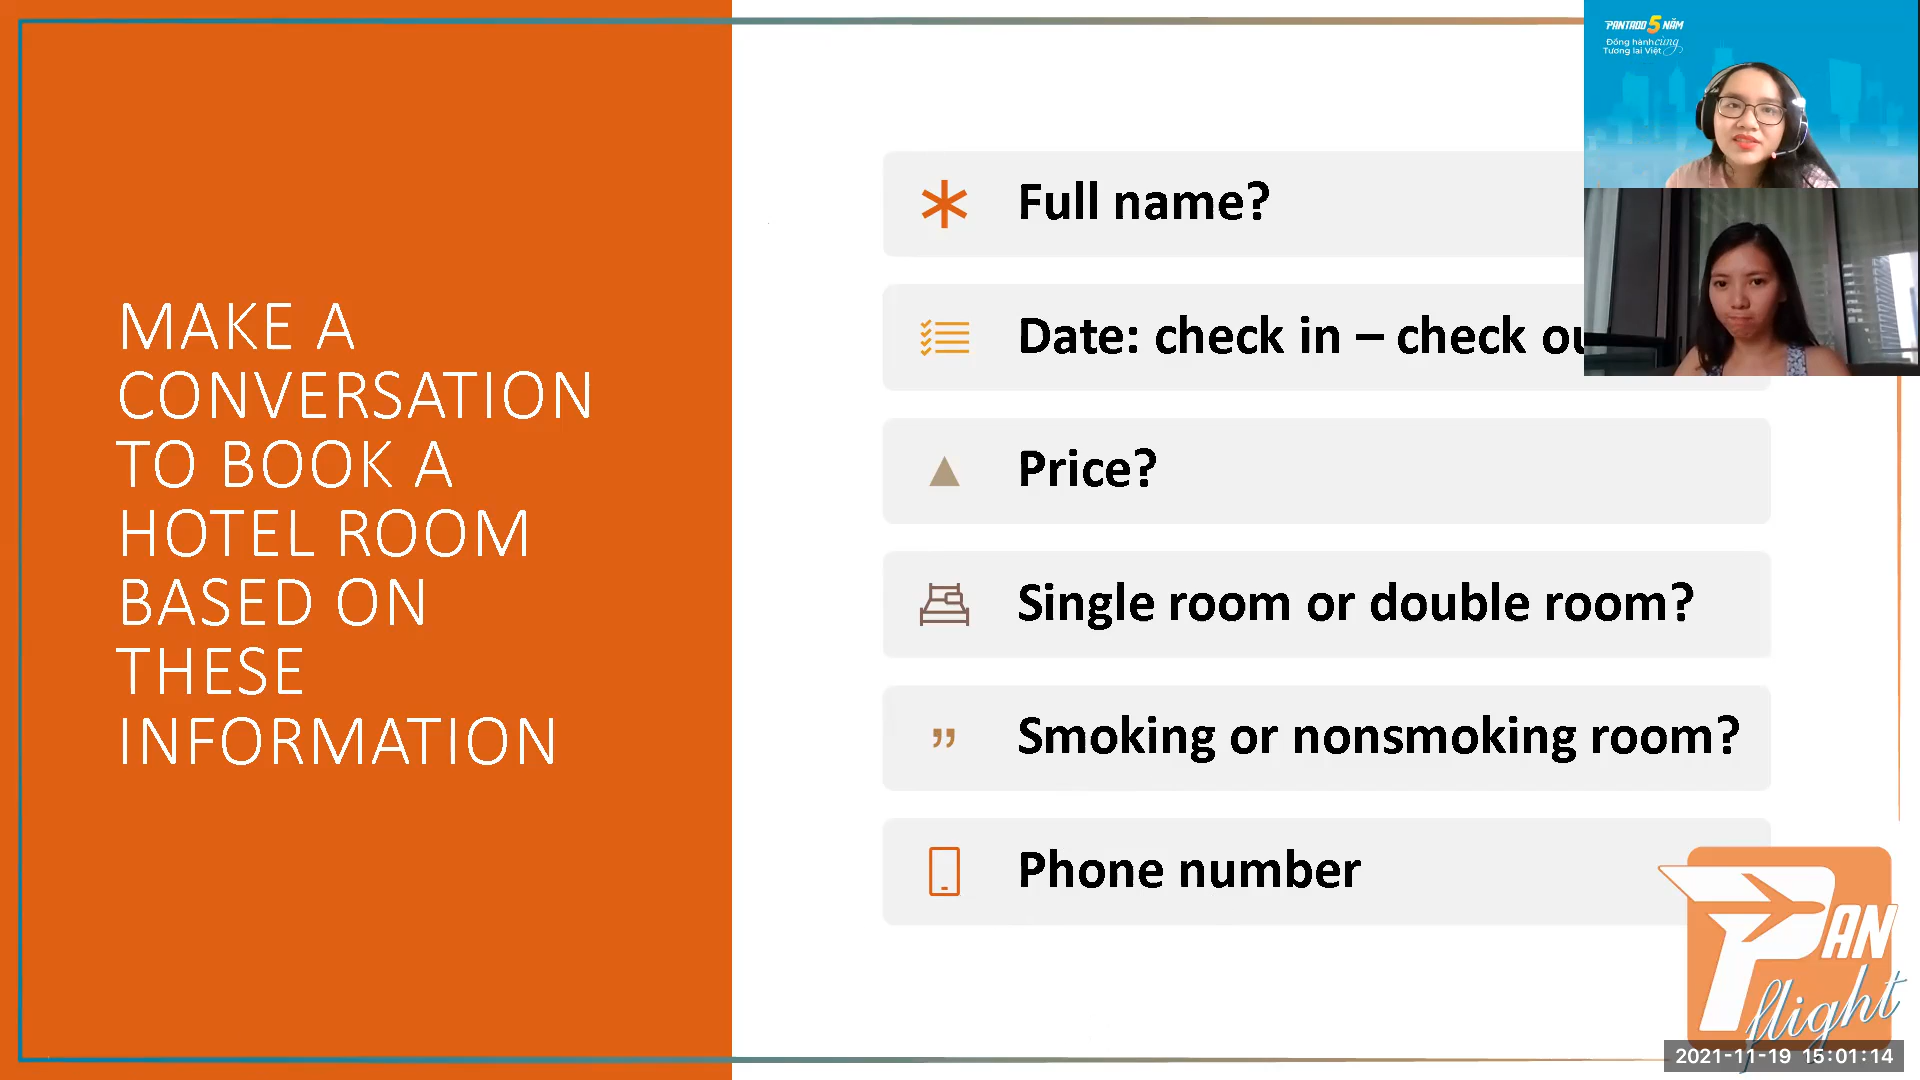 MAKE A
CONVERSATION
TO BOOK A
HOTEL ROOM
BASED ON
THESE
INFORMATION
Full name?
Date: check in – check ou
Price?
Single room or double room?
” Smoking or nonsmoking room?
Phone number
PANTADO 5 NĂM
Đồng hành cùng
Tương lai Việt
PAN
flight
2021-11-19 15:01:14